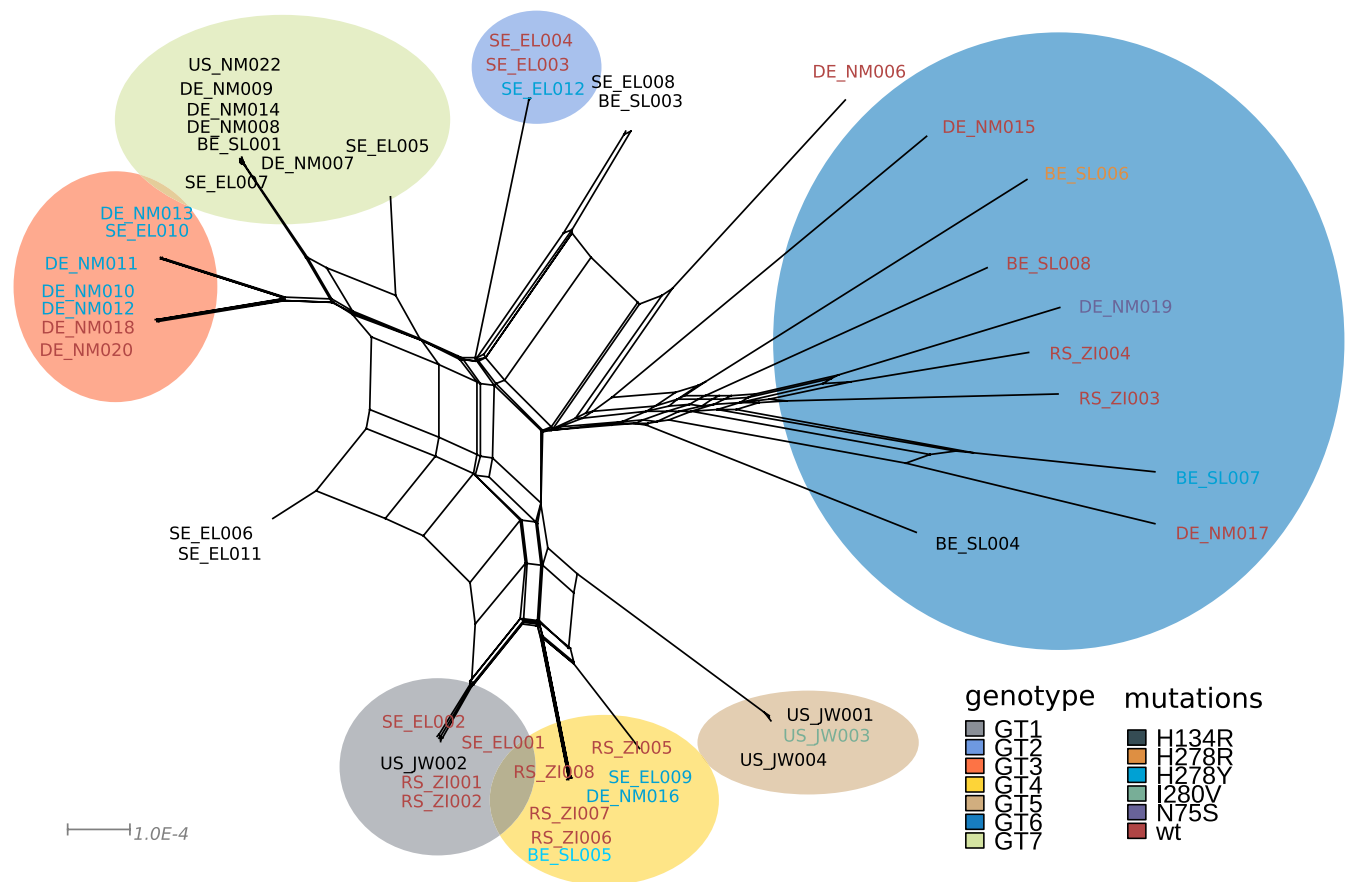 US_NM022
DE_NM009
DE_NM014
DE_NM008
BE_SL001
DE_NM007
SE_EL005
SE_EL007
SE_EL004
SE_EL003
SE_EL012
SE_EL008
BE_SL003
DE_NM006
DE_NM015
BE_SL006
BE_SL008
DE_NM019
RS_ZI004
RS_ZI003
BE_SL007
DE_NM017
BE_SL004
DE_NM013
SE_EL010
DE_NM011
DE_NM010
DE_NM012
DE_NM018
DE_NM020
SE_EL006
SE_EL011
SE_EL002
SE_EL001
US_JW002
RS_ZI001
RS_ZI002
RS_ZI005
RS_ZI008
SE_EL009
DE_NM016
RS_ZI007
RS_ZI006
BE_SL005
US_JW001
US_JW003
US_JW004
genotype
GT1
GT2
GT3
GT4
GT5
GT6
GT7
mutations
H134R
H278R
H278Y
I280V
N75S
wt
1.0E-4